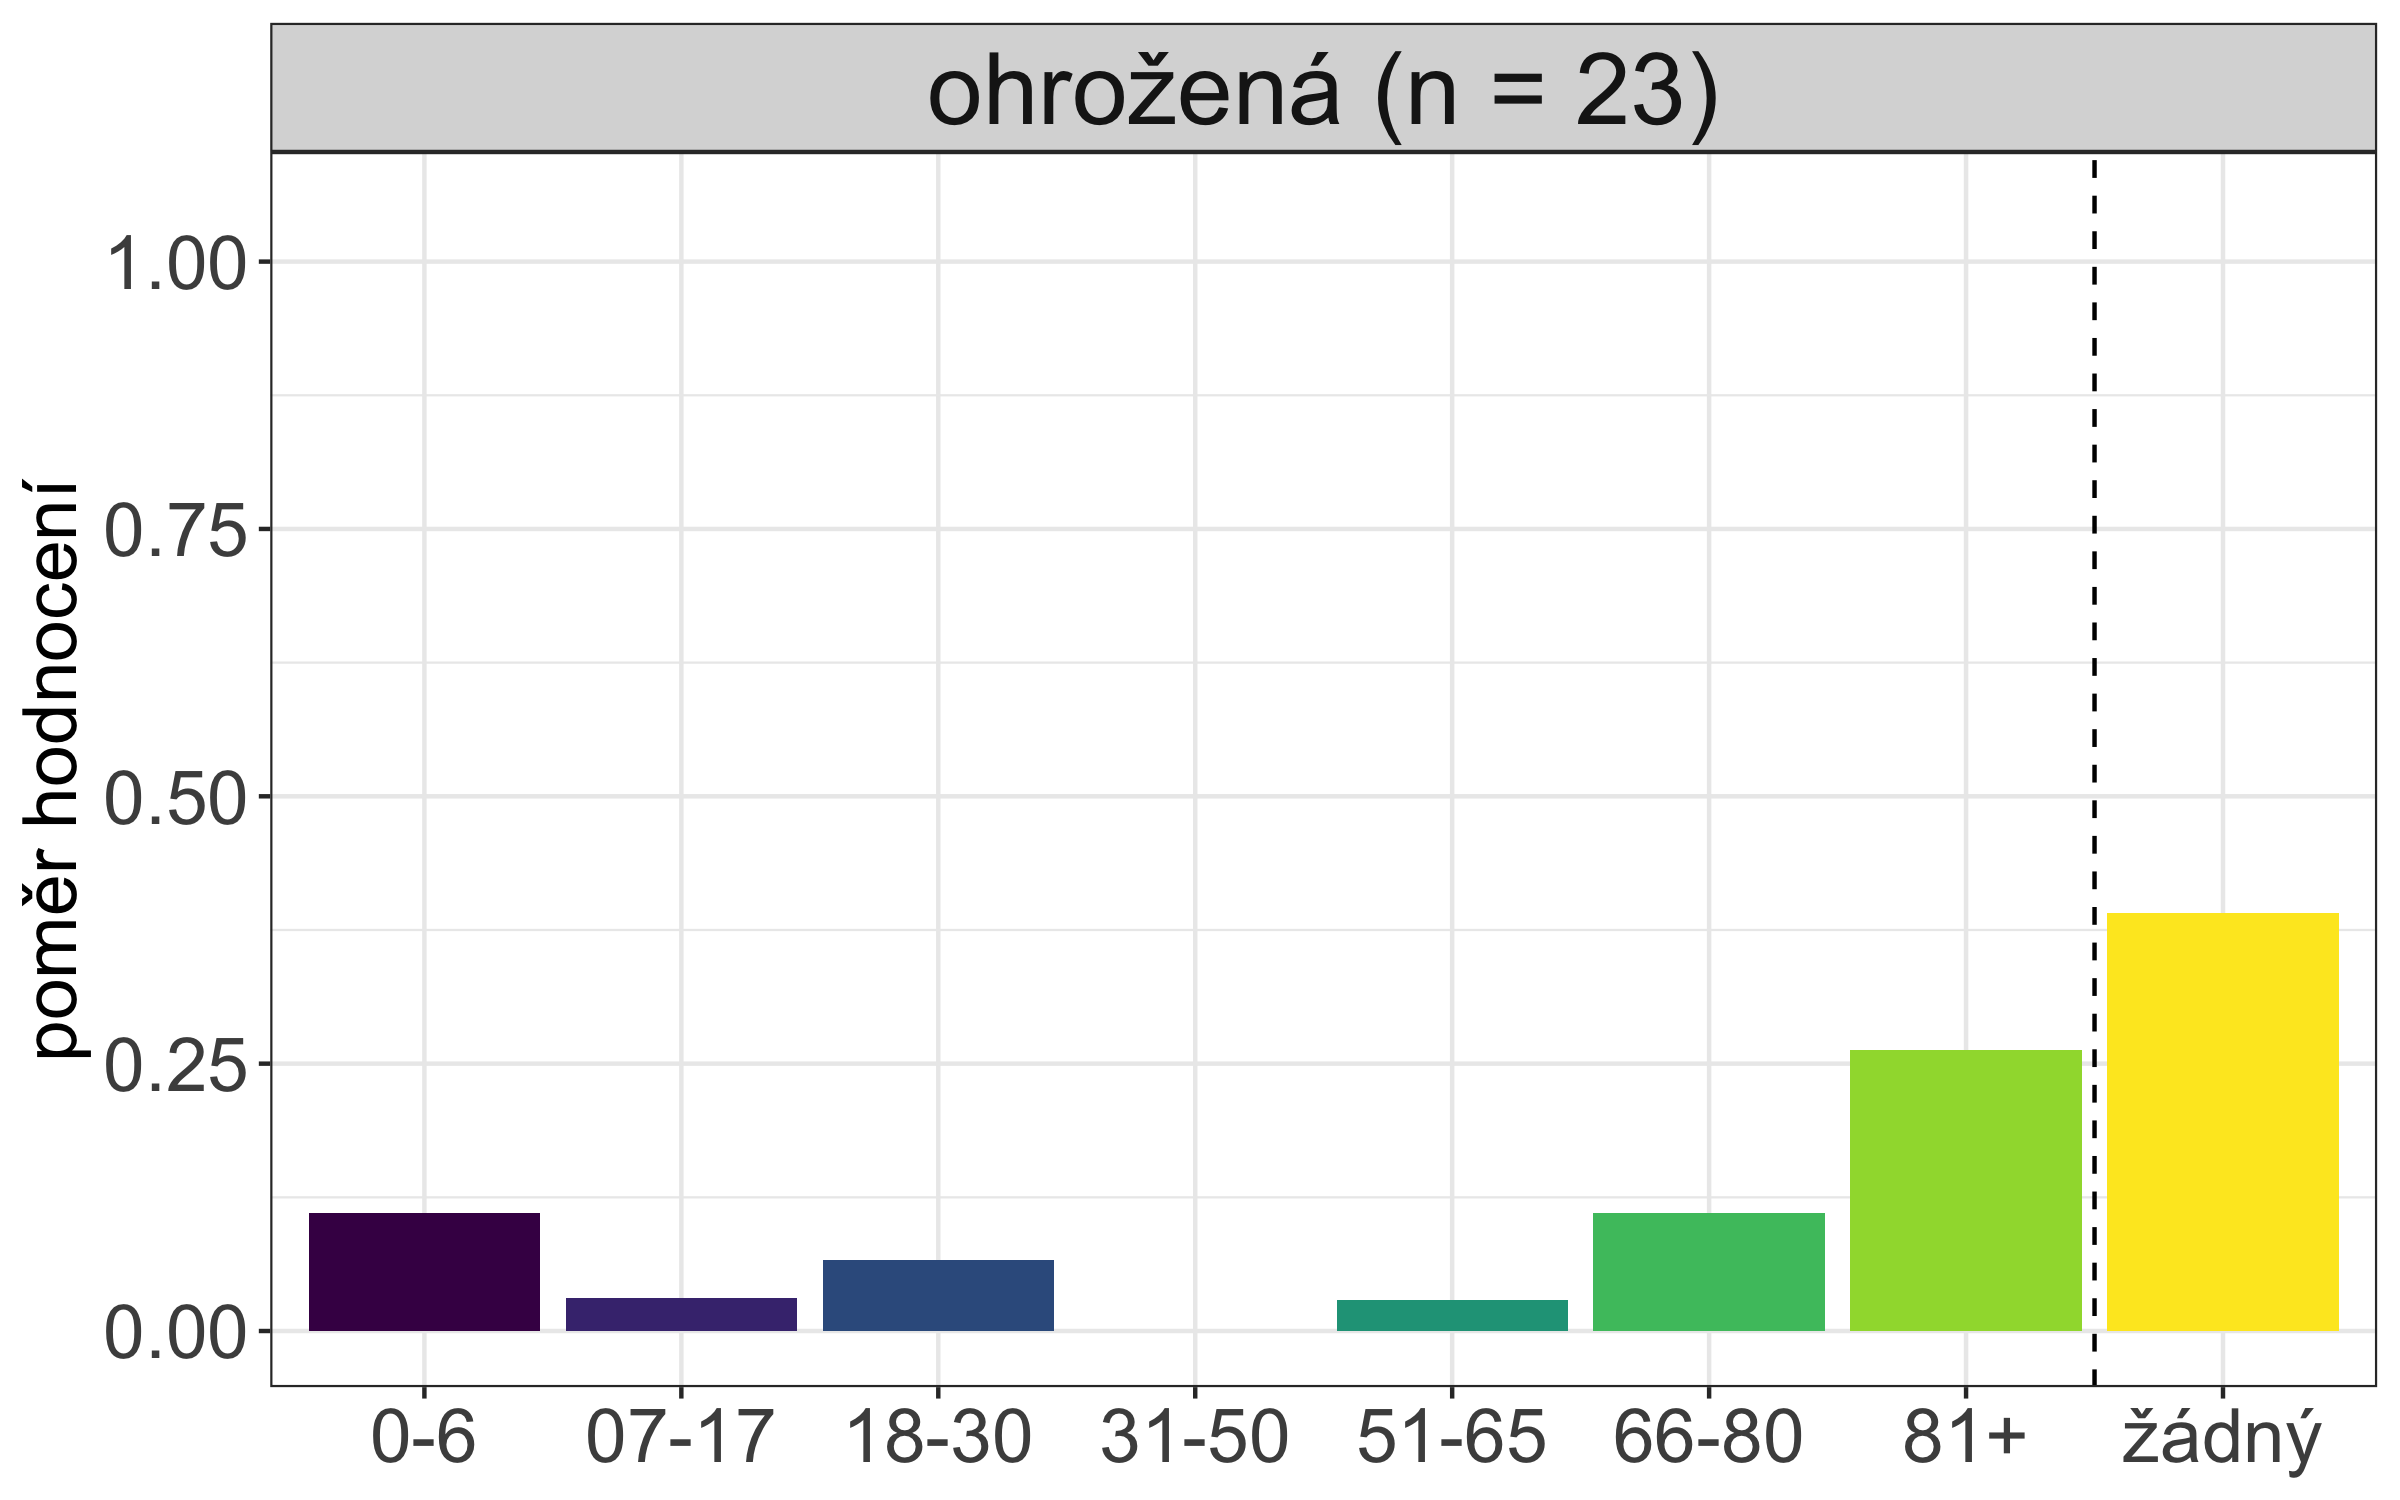 ohrožená (n = 23)
poměr hodnocení
1.00
0.75
0.50
0.25
0.00
0-6 07-17 18-30 31-50 51-65 66-80 81+ žádný